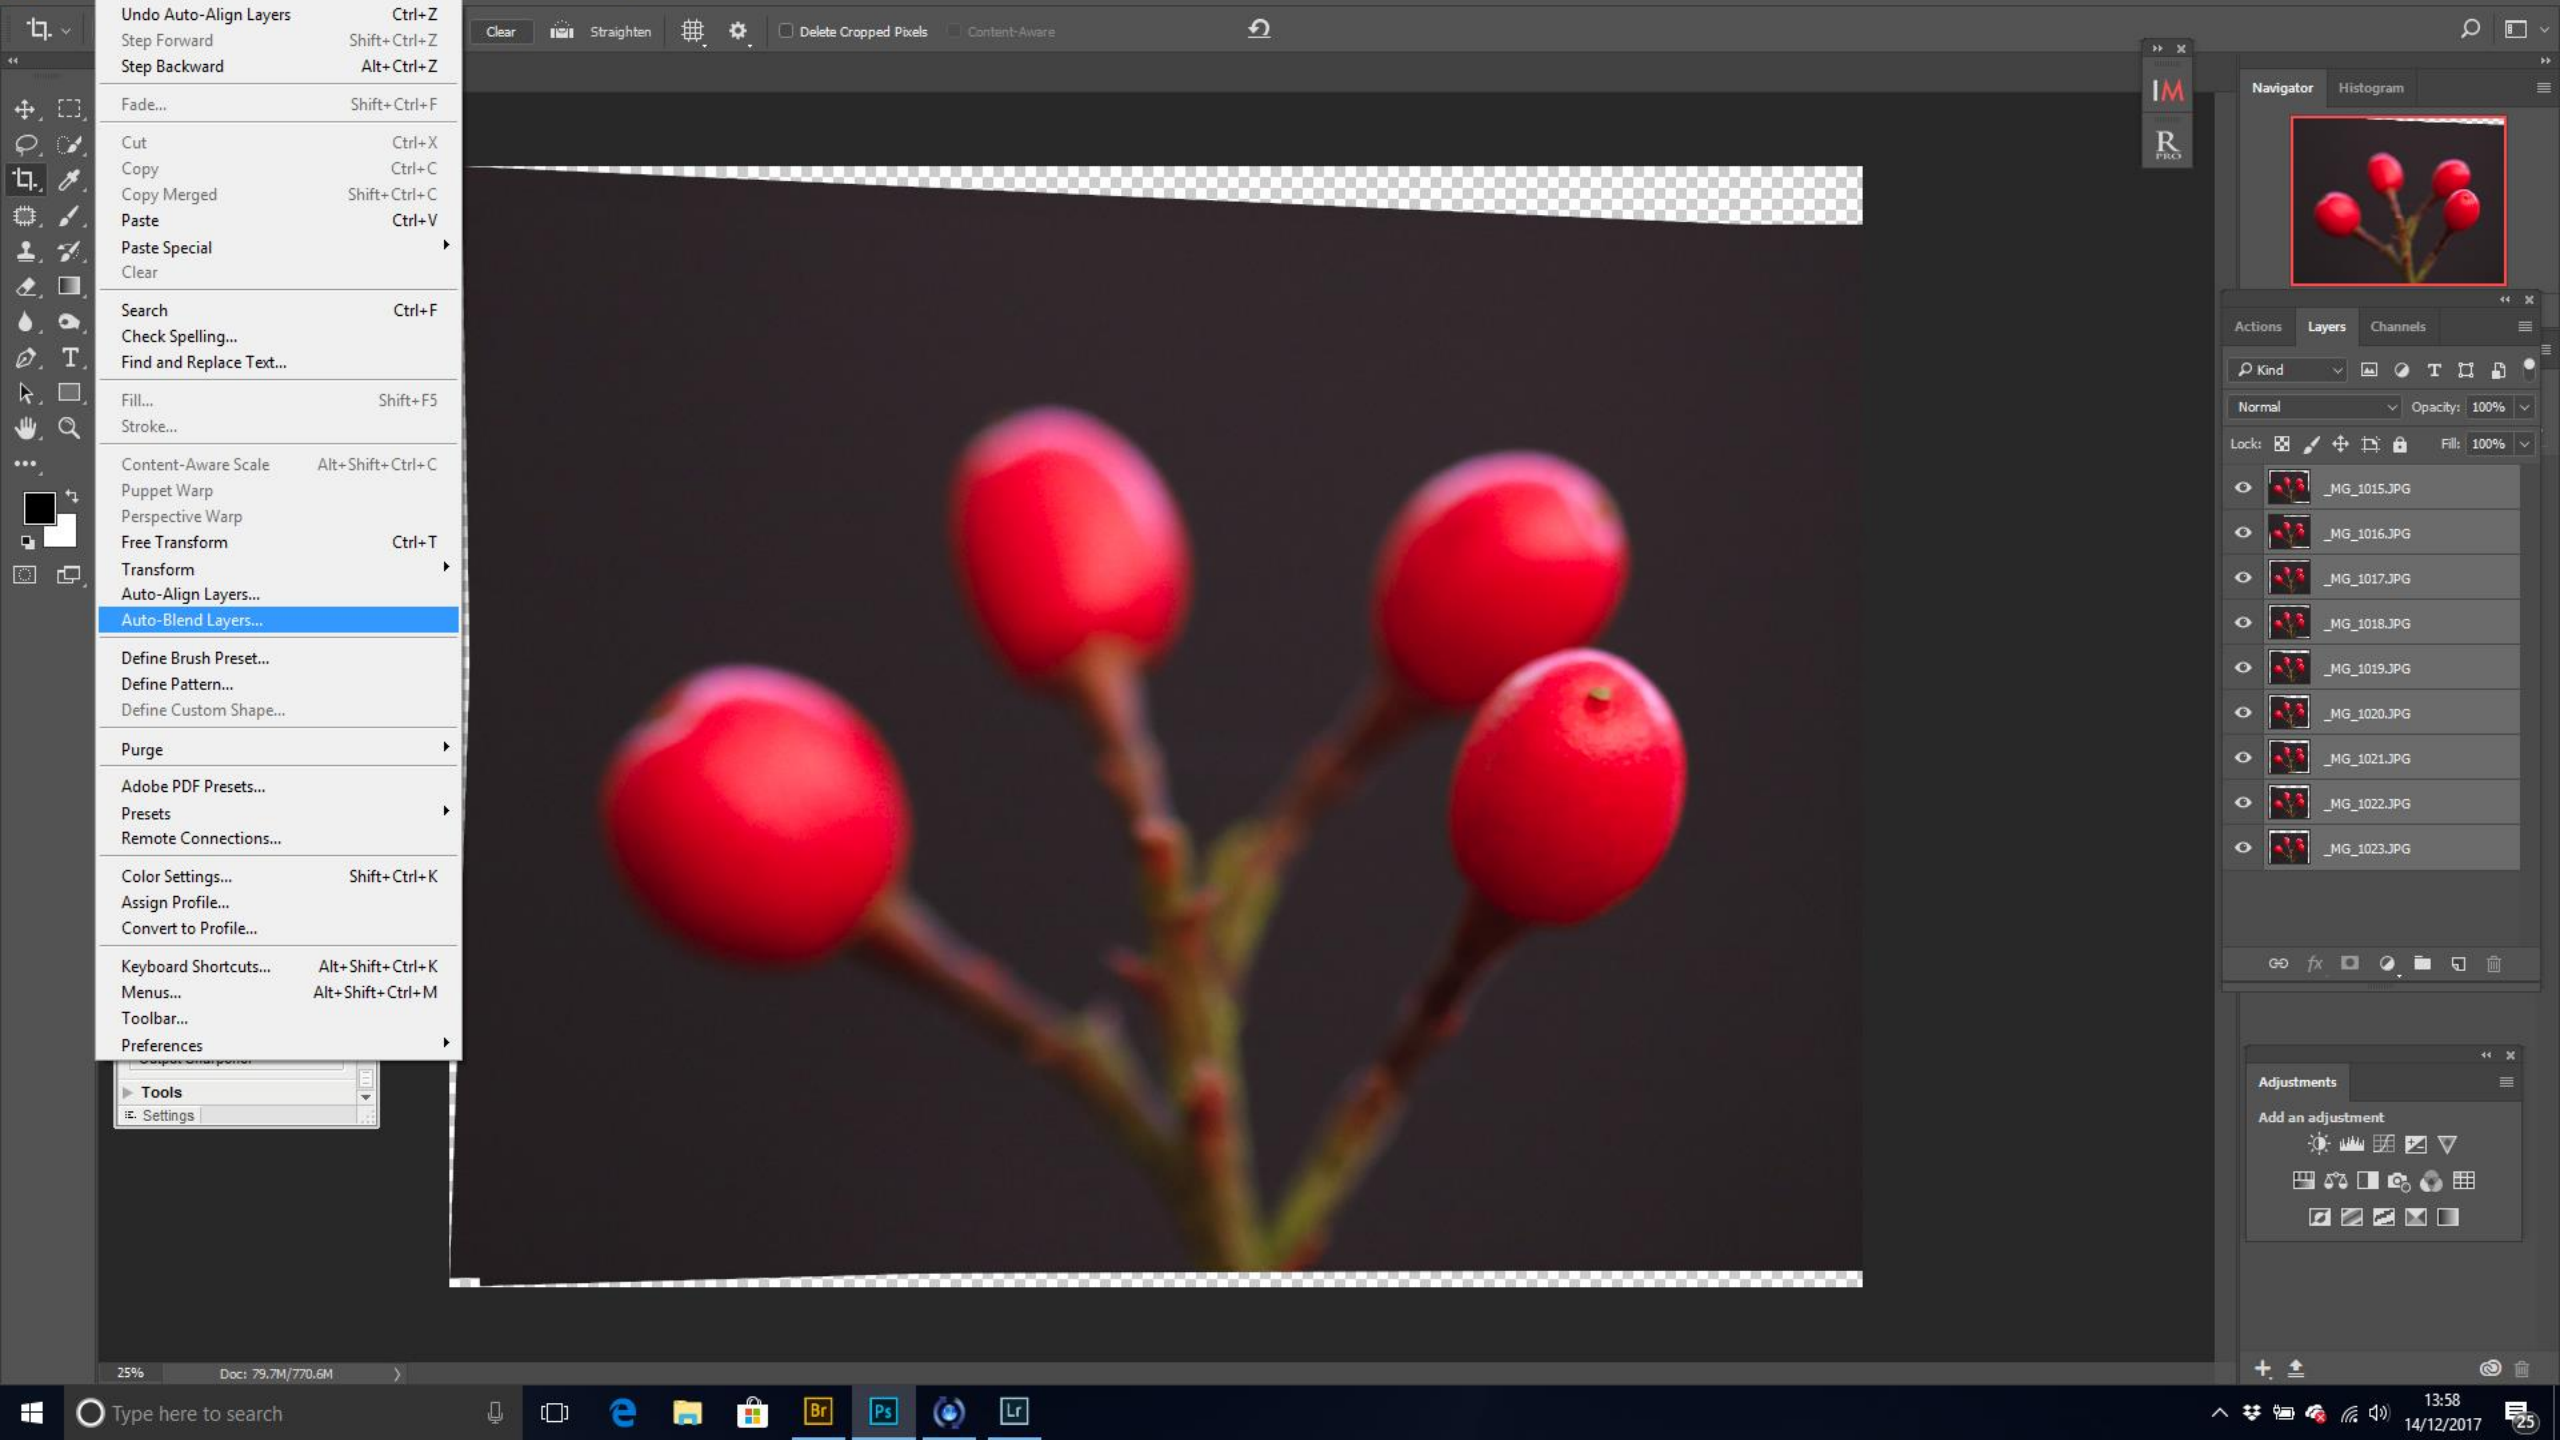 Undo Auto-Align Layers Ctrl+Z
Step Forward Shift+Ctrl+Z
Step Backward Alt+Ctrl+Z
Fade... Shift+Ctrl+F
Cut Ctrl+X
Copy Ctrl+C
Copy Merged Shift+Ctrl+C
Paste Ctrl+V
Paste Special
Clear
Search Ctrl+F
Check Spelling...
Find and Replace Text...
Fill... Shift+F5
Stroke...
Content-Aware Scale Alt+Shift+Ctrl+C
Puppet Warp
Perspective Warp
Free Transform Ctrl+T
Transform
Auto-Align Layers...
Auto-Blend Layers...
Define Brush Preset...
Define Pattern...
Define Custom Shape...
Purge
Adobe PDF Presets...
Presets
Remote Connections...
Color Settings... Shift+Ctrl+K
Assign Profile...
Convert to Profile...
Keyboard Shortcuts... Alt+Shift+Ctrl+K
Menus... Alt+Shift+Ctrl+M
Toolbar...
Preferences
Tools
Settings
Clear Straighten Delete Cropped Pixels Content-Aware
IM
R
PRO
Navigator Histogram
Actions Layers Channels
Kind
Normal Opacity: 100%
Lock: Fill: 100%
_MG_1015.JPG
_MG_1016.JPG
_MG_1017.JPG
_MG_1018.JPG
_MG_1019.JPG
_MG_1020.JPG
_MG_1021.JPG
_MG_1022.JPG
_MG_1023.JPG
fx
Adjustments
Add an adjustment
25% Doc: 79.7M/770.6M
Type here to search
Br
Ps
Lr
13:58
14/12/2017
25